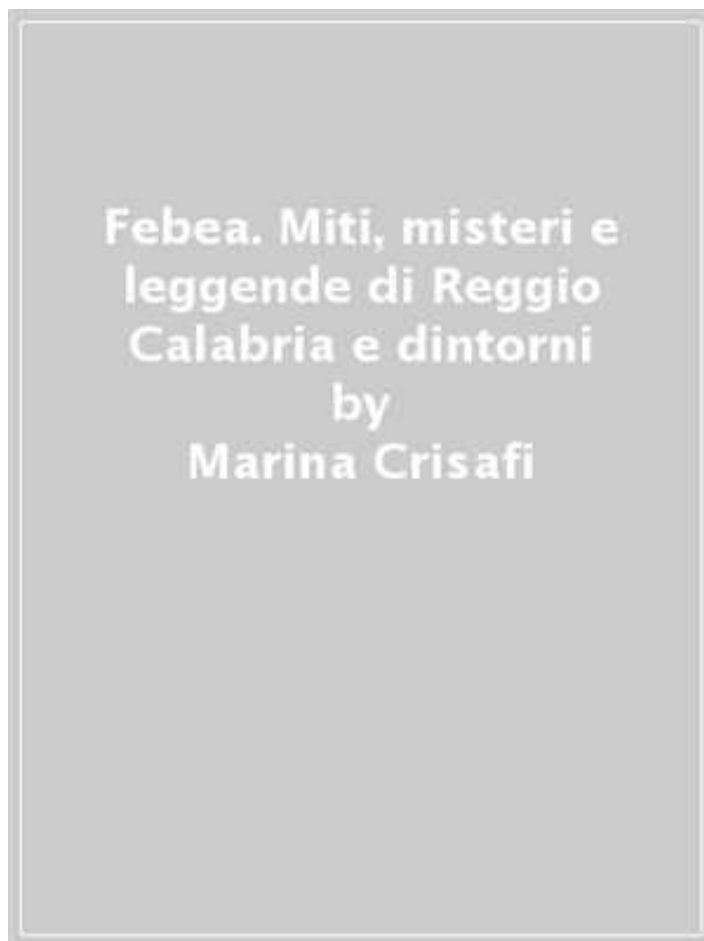 Febea. Miti, misteri e
leggende di Reggio
Calabria e dintorni
by
Marina Crisafi